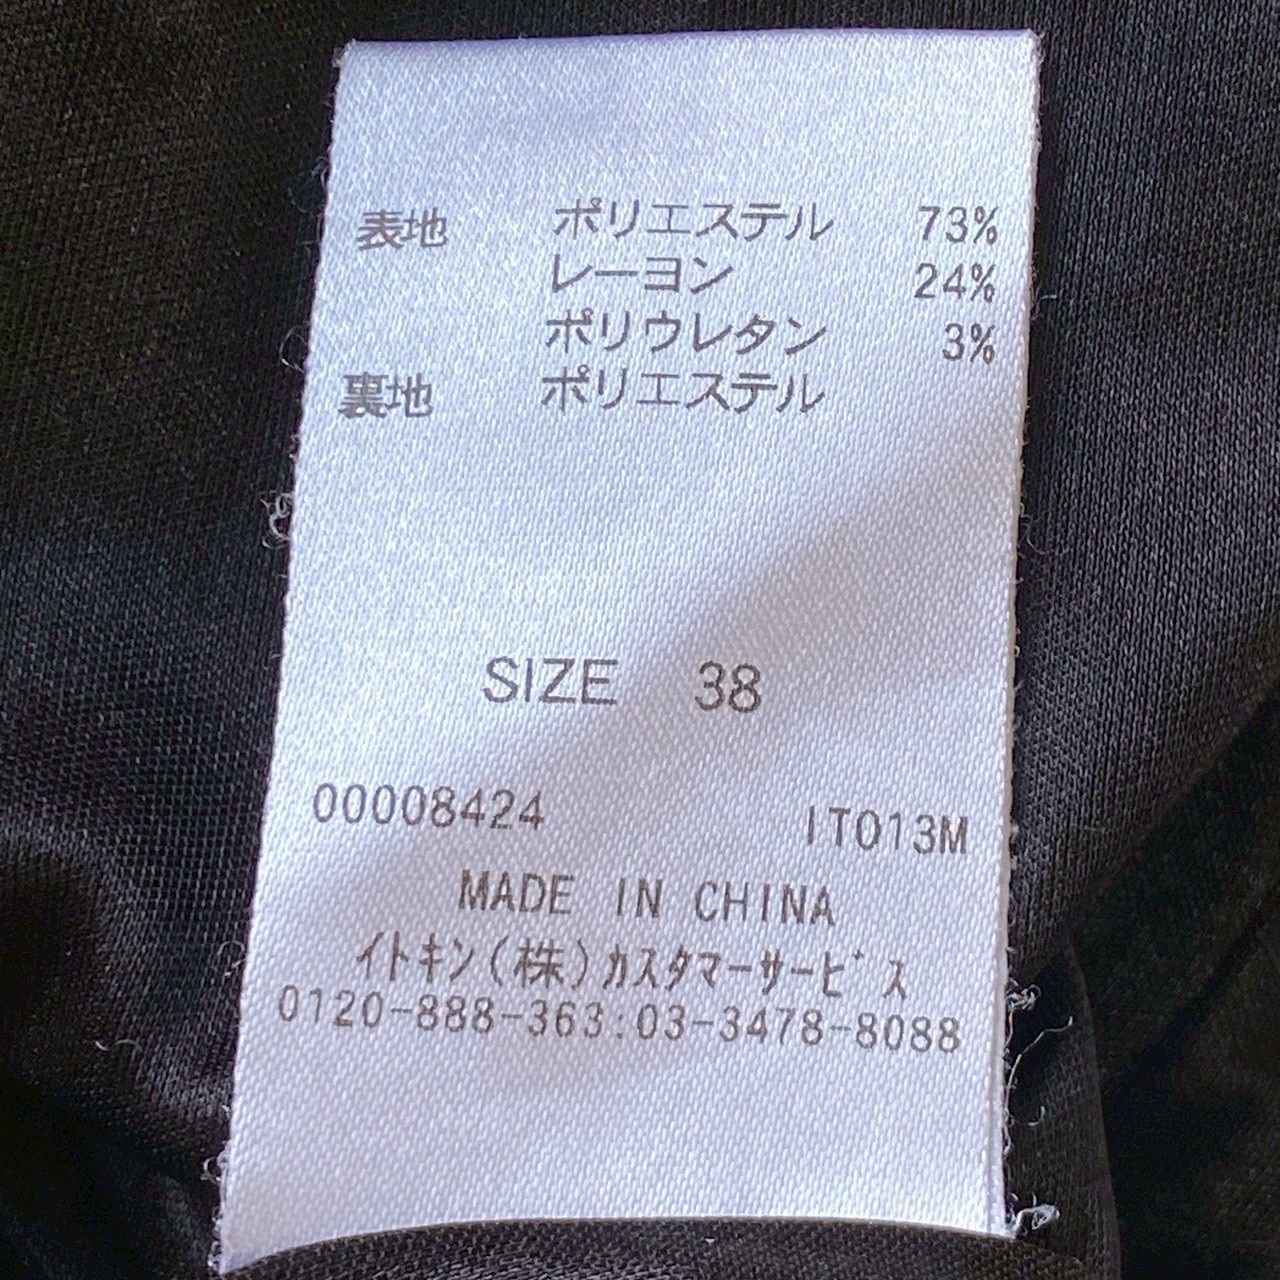 表地 ポリエステル 73%
レーヨン 24%
ポリウレタン 3%
裏地 ポリエステル
SIZE 38
00008424 IT013M
MADE IN CHINA
イトキン(株)カスタマーサービス
0120-888-363:03-3478-8088